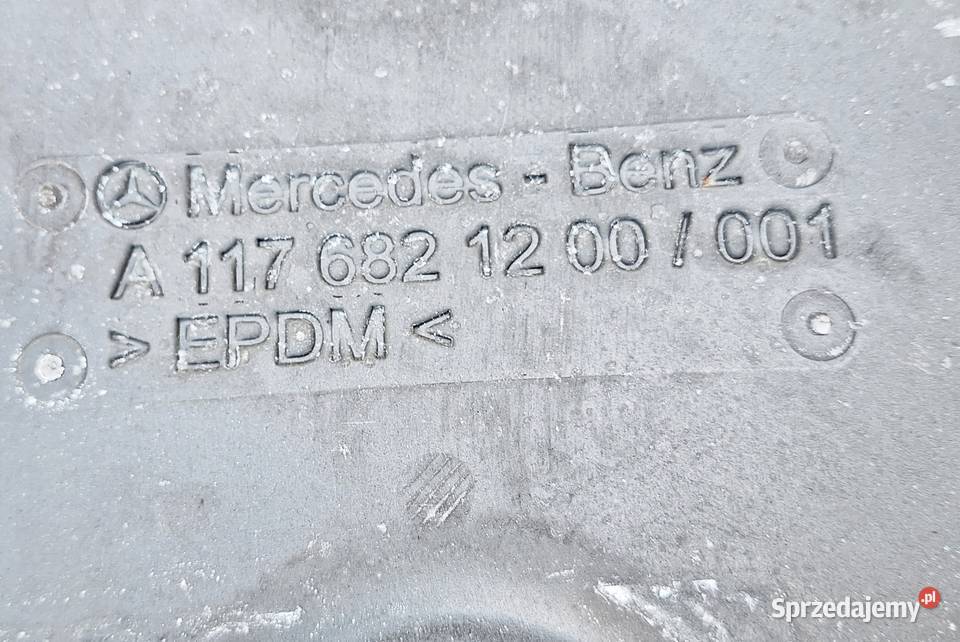 Mercedes - Benz
A 117 682 12 00 / 001
> EPDM <
Sprzedajemy.pl